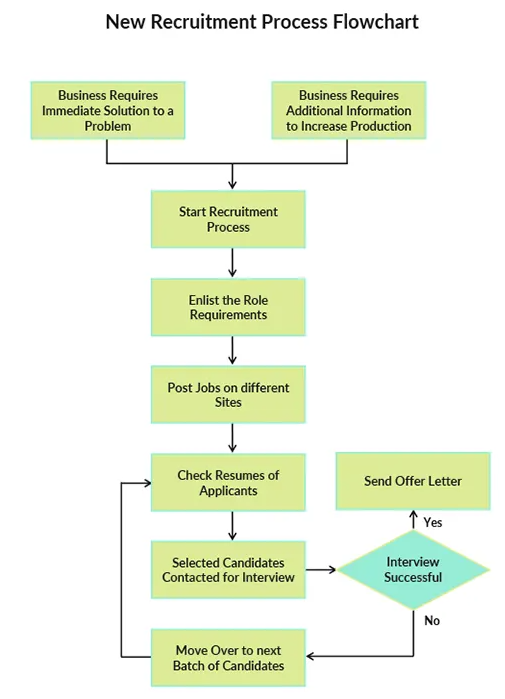 New Recruitment Process Flowchart
Business Requires
Immediate Solution to a
Problem
Business Requires
Additional Information
to Increase Production
Start Recruitment
Process
Enlist the Role
Requirements
Post Jobs on different
Sites
Check Resumes of
Applicants
Send Offer Letter
Yes
Selected Candidates
Contacted for Interview
Interview
Successful
No
Move Over to next
Batch of Candidates